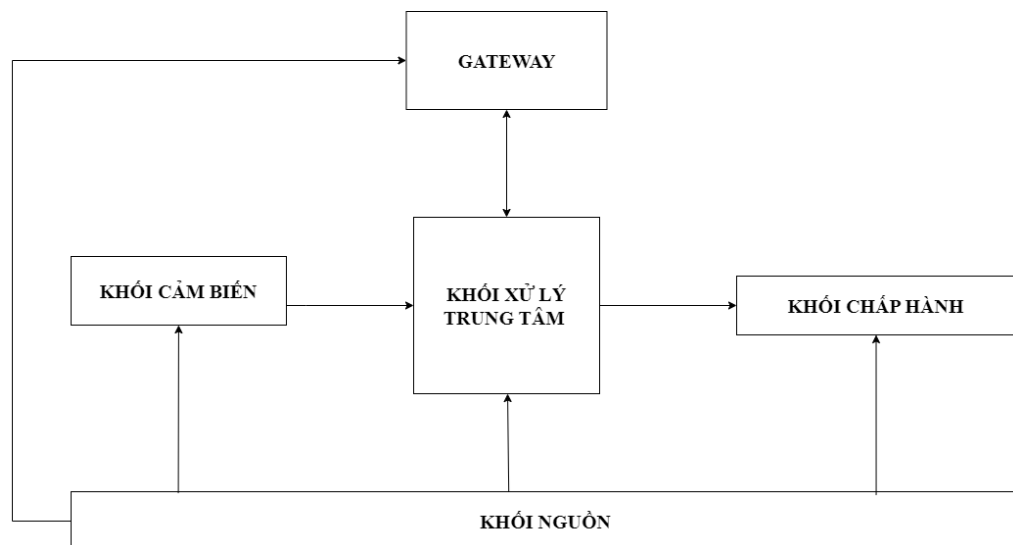 GATEWAY
KHỐI CẢM BIẾN
KHỐI XỬ LÝ
TRUNG TÂM
KHỐI CHẤP HÀNH
KHỐI NGUỒN